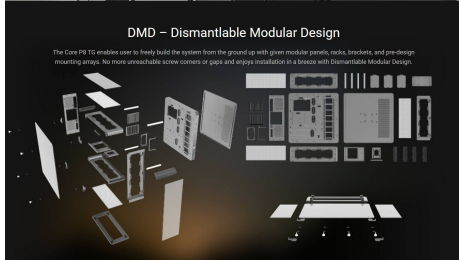 DMD – Dismantlable Modular Design
The Core P8 TG enables user to freely build the system from the ground up with given modular panels, racks, brackets, and pre-design
mounting arrays. No more unreachable screw corners or gaps and enjoys installation in a breeze with Dismantlable Modular Design.